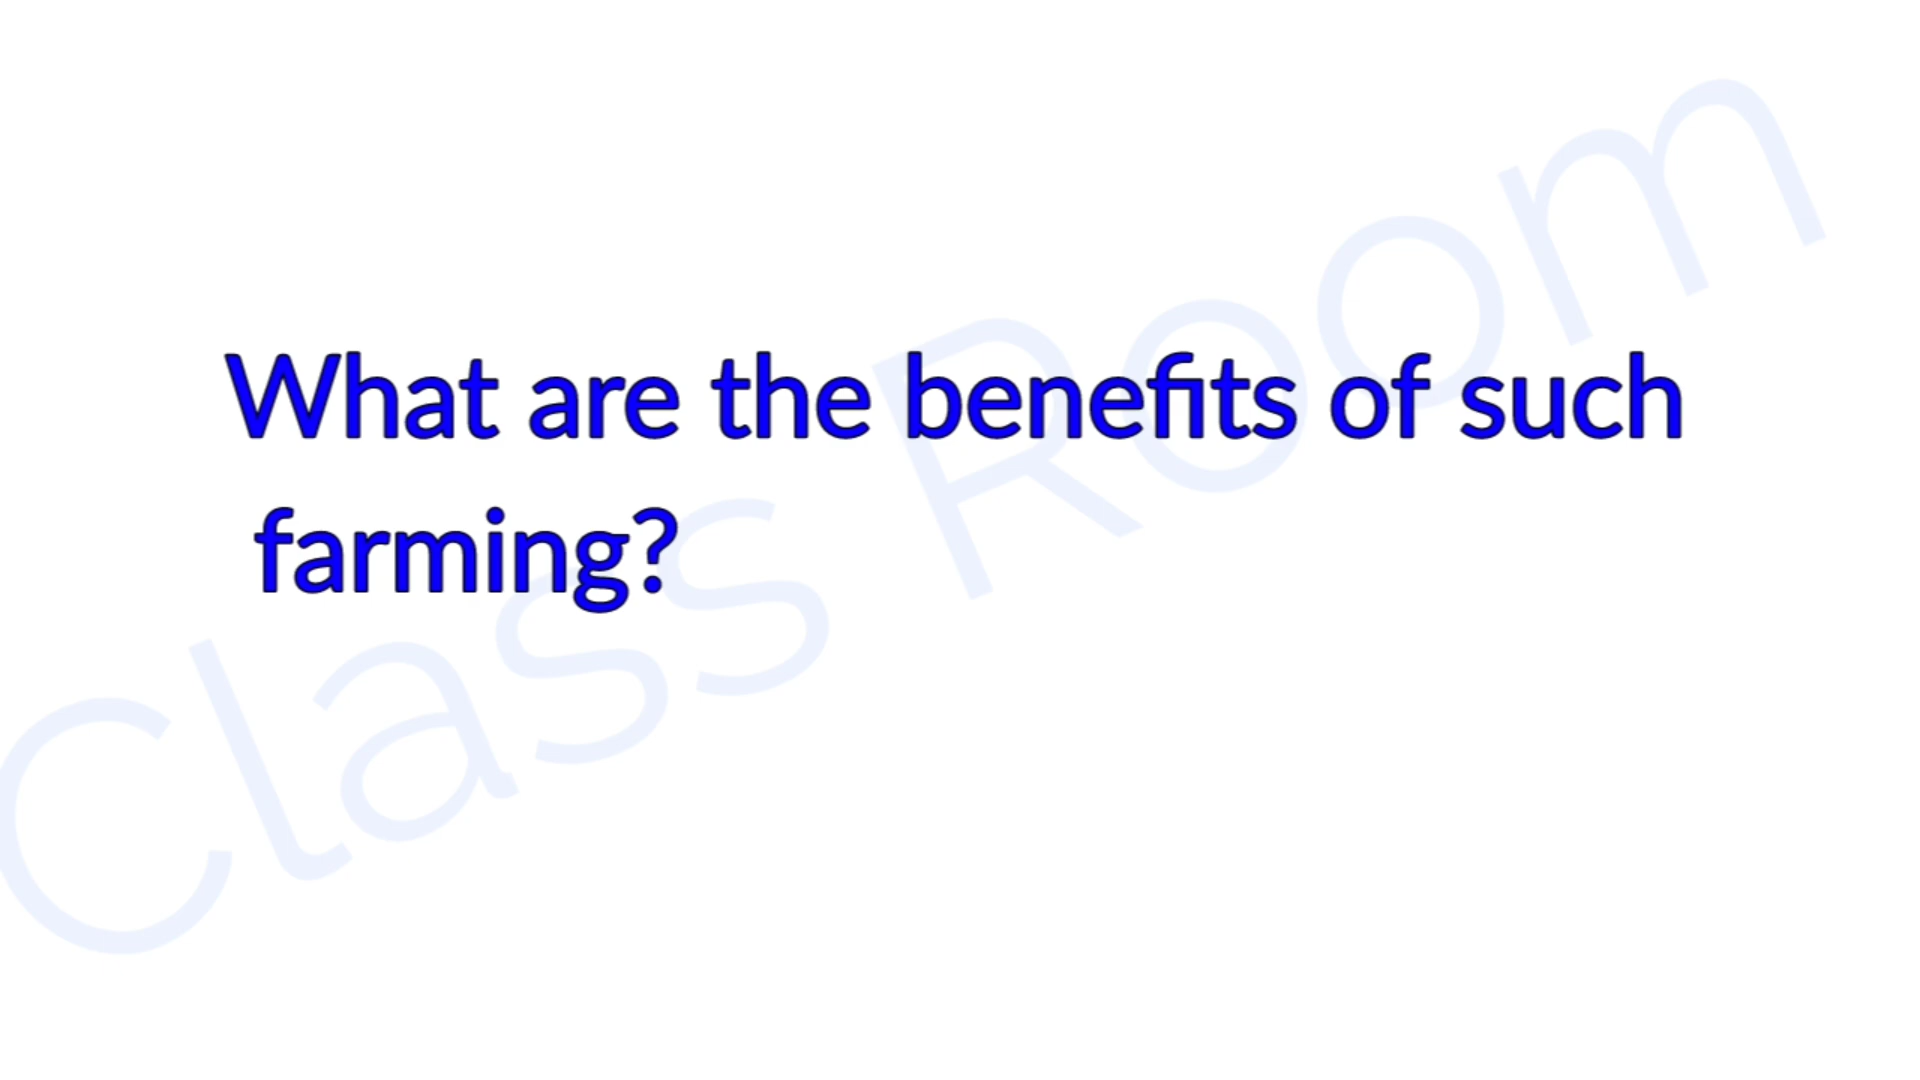 What are the benefits of such
farming?
Class Room